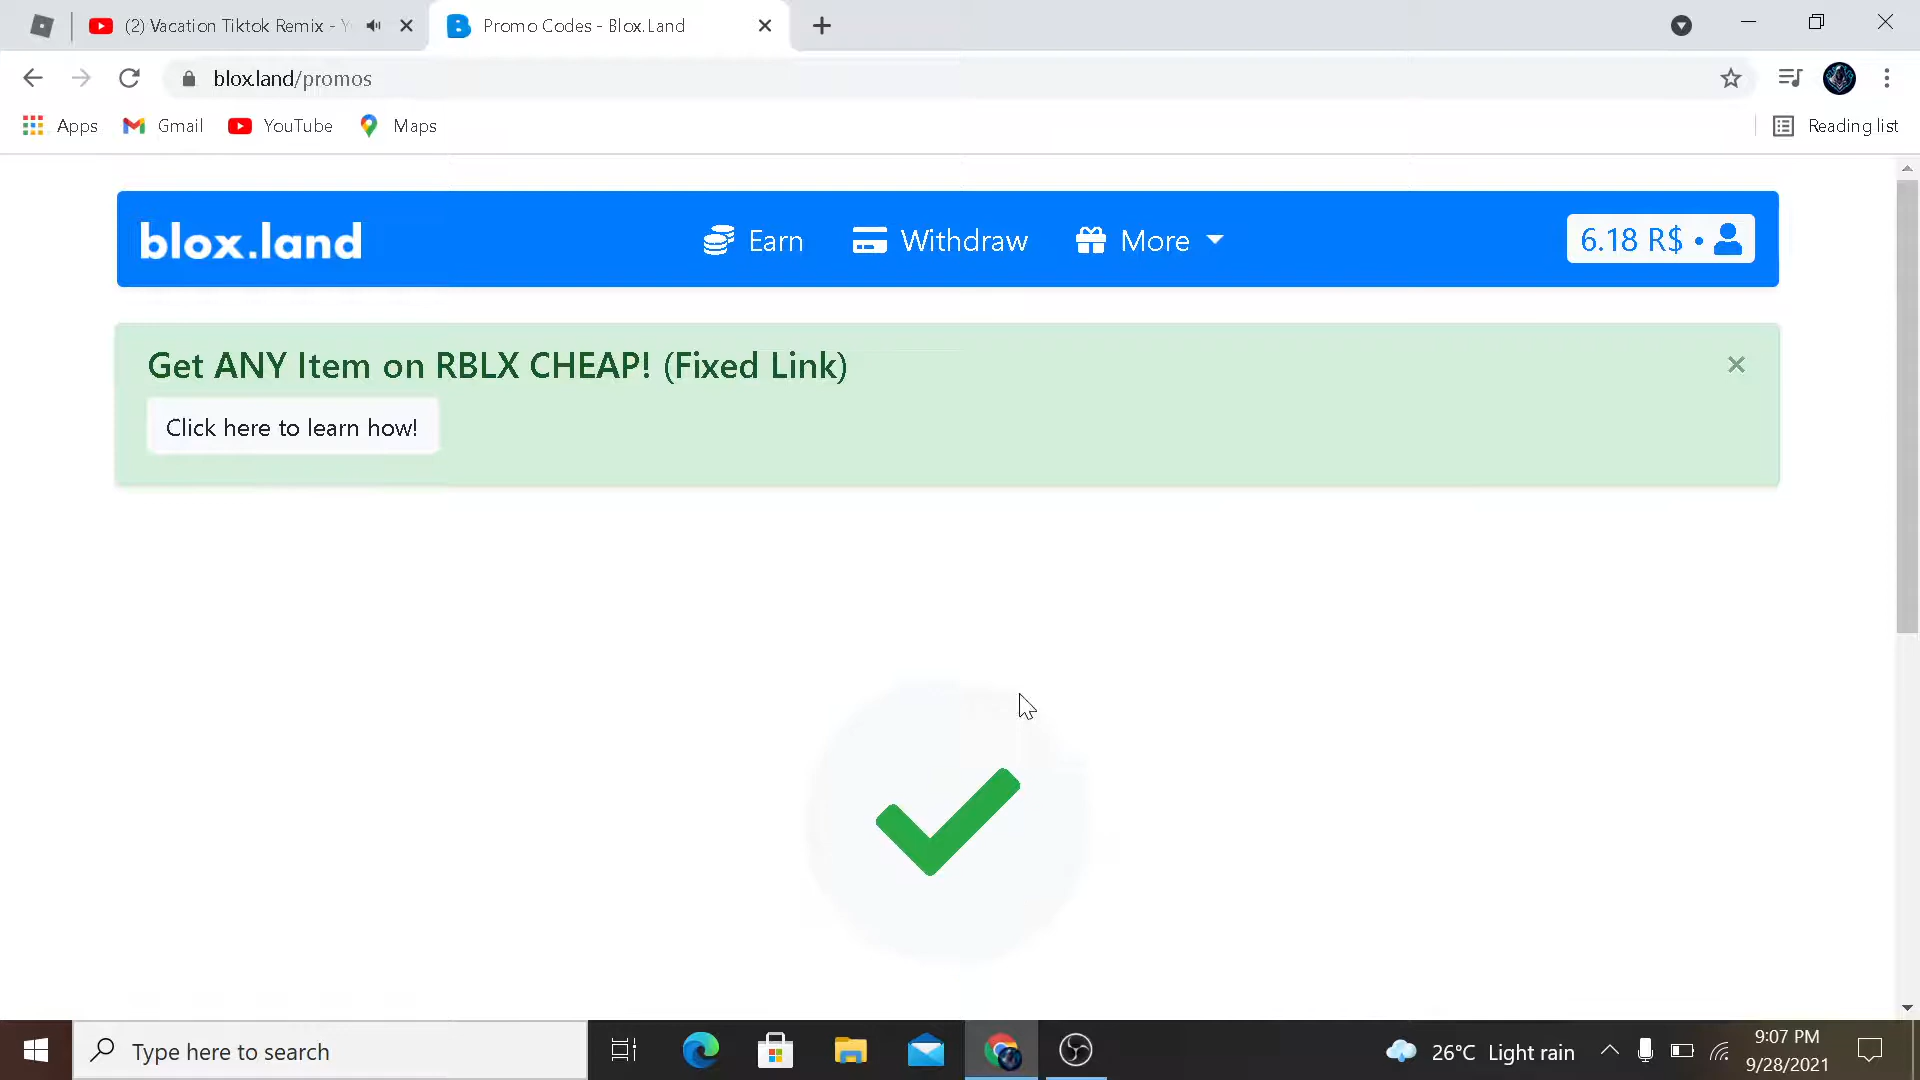 (2) Vacation Tiktok Remix - Y
Promo Codes - Blox.Land
blox.land/promos
Apps
Gmail
YouTube
Maps
Reading list
blox.land
Earn
Withdraw
More
6.18 R$ •
Get ANY Item on RBLX CHEAP! (Fixed Link)
×
Click here to learn how!
Type here to search
26°C Light rain
9:07 PM
9/28/2021